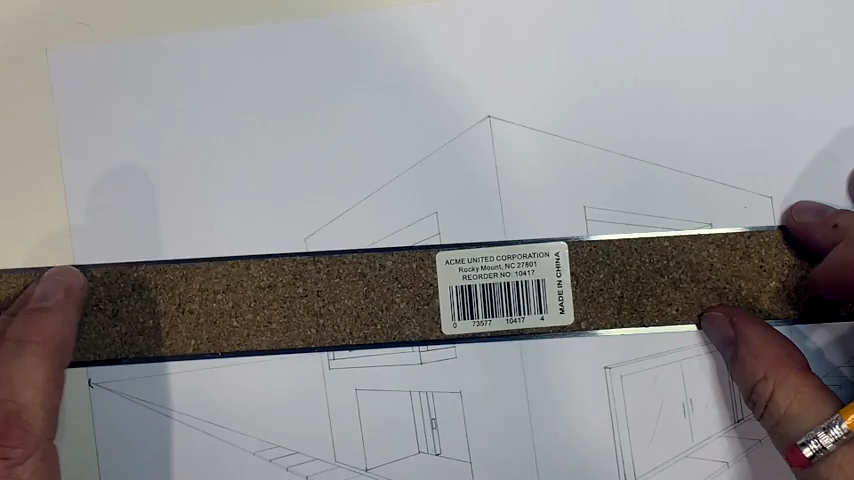 ACME UNITED CORPORATION
Rocky Mount, NC 27801
REORDER NO: 10417
MADE IN CHINA
0 73577 10417 4